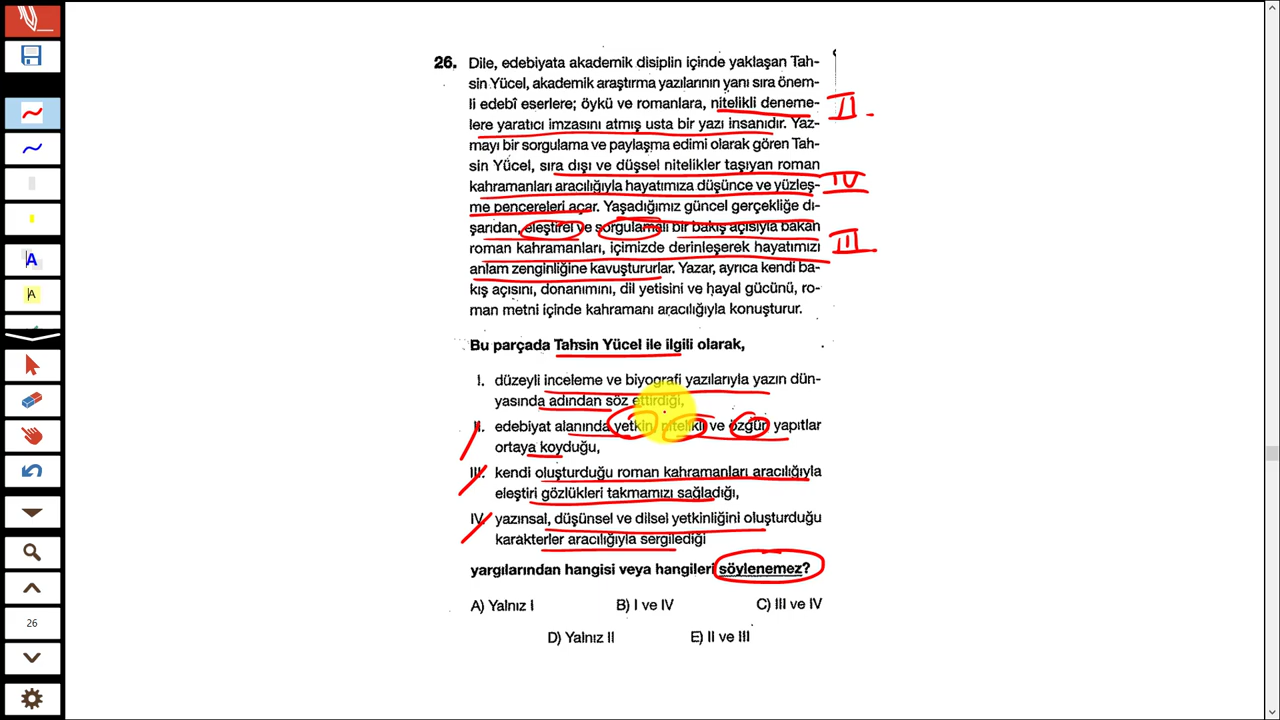 26. Dile, edebiyata akademik disiplin içinde yaklaşan Tah-
sin Yücel, akademik araştırma yazılarının yanı sıra önem-
li edebî eserlere; öykü ve romanlara, nitelikli deneme- II
lere yaratıcı imzasını atmış usta bir yazı insanıdır. Yaz-
mayı bir sorgulama ve paylaşma edimi olarak gören Tah-
sin Yücel, sıra dışı ve düşsel nitelikler taşıyan roman
kahramanları aracılığıyla hayatımıza düşünce ve yüzleş- IV
me pencereleri açar. Yaşadığımız güncel gerçekliğe dı-
şarıdan, eleştirel ve sorgulamalı bir bakış açısıyla bakan
roman kahramanları, içimizde derinleşerek hayatımızı III
anlam zenginliğine kavuştururlar. Yazar, ayrıca kendi ba-
kış açısını, donanımını, dil yetisini ve hayal gücünü, ro-
man metni içinde kahramanı aracılığıyla konuşturur.
Bu parçada Tahsin Yücel ile ilgili olarak,
I. düzeyli inceleme ve biyografi yazılarıyla yazın dün-
yasında adından söz ettirdiği,
II. edebiyat alanında yetkin, nitelikli ve özgün yapıtlar
ortaya koyduğu,
III. kendi oluşturduğu roman kahramanları aracılığıyla
eleştiri gözlükleri takmamızı sağladığı,
IV. yazınsal, düşünsel ve dilsel yetkinliğini oluşturduğu
karakterler aracılığıyla sergilediği
yargılarından hangisi veya hangileri söylenemez?
A) Yalnız I B) I ve IV C) III ve IV
D) Yalnız II E) II ve III
A
A
26